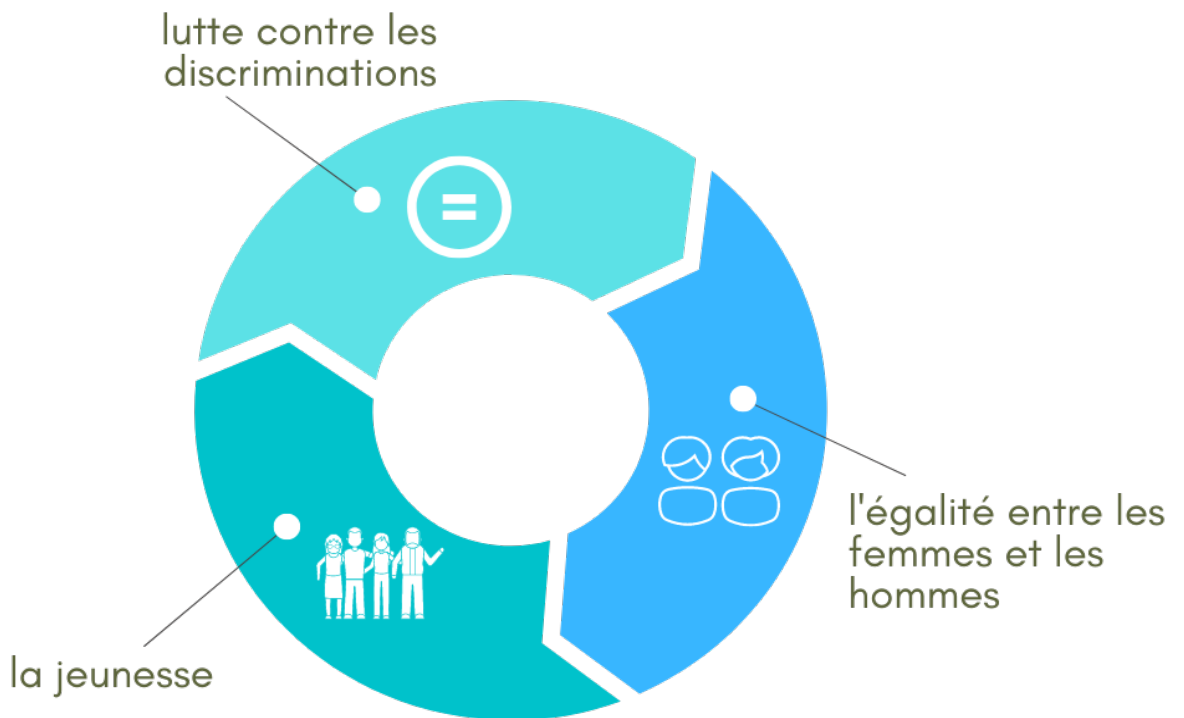 lutte contre les
discriminations
=
l'égalité entre les
femmes et les
hommes
la jeunesse